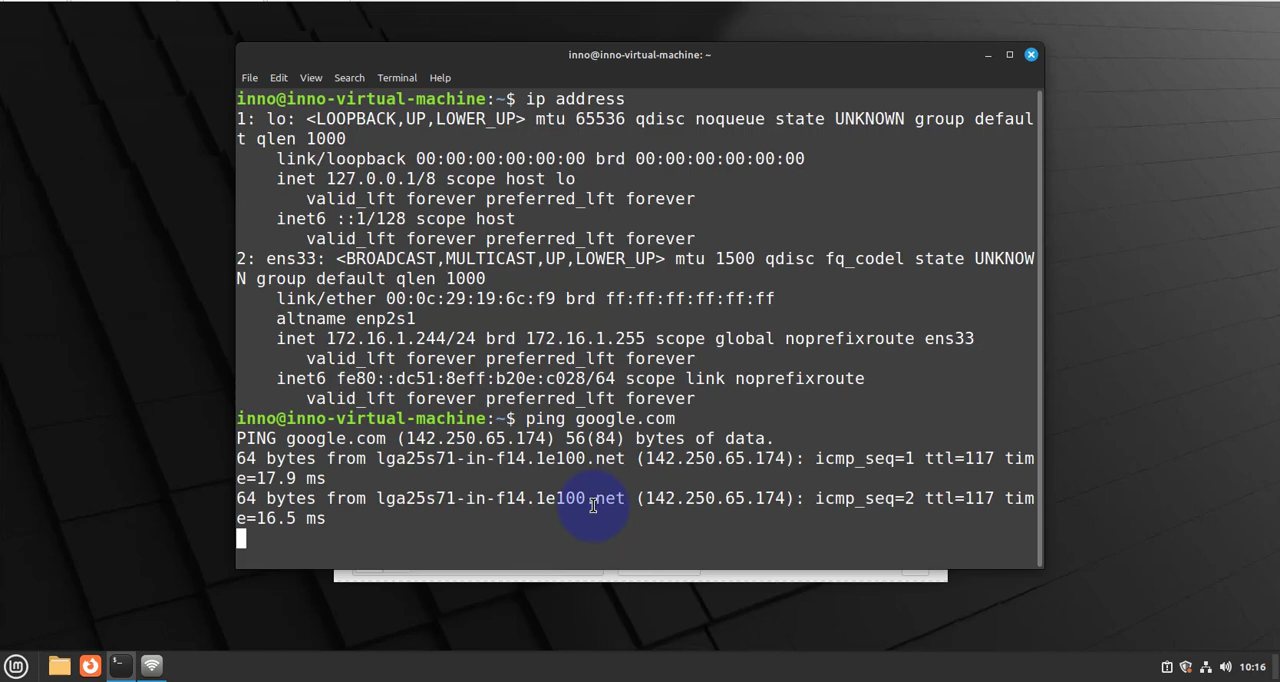 inno@inno-virtual-machine: ~
File Edit View Search Terminal Help
inno@inno-virtual-machine:~$ ip address
1: lo: <LOOPBACK,UP,LOWER_UP> mtu 65536 qdisc noqueue state UNKNOWN group defaul
t qlen 1000
    link/loopback 00:00:00:00:00:00 brd 00:00:00:00:00:00
    inet 127.0.0.1/8 scope host lo
       valid_lft forever preferred_lft forever
    inet6 ::1/128 scope host
       valid_lft forever preferred_lft forever
2: ens33: <BROADCAST,MULTICAST,UP,LOWER_UP> mtu 1500 qdisc fq_codel state UNKNOW
N group default qlen 1000
    link/ether 00:0c:29:19:6c:f9 brd ff:ff:ff:ff:ff:ff
    altname enp2s1
    inet 172.16.1.244/24 brd 172.16.1.255 scope global noprefixroute ens33
       valid_lft forever preferred_lft forever
    inet6 fe80::dc51:8eff:b20e:c028/64 scope link noprefixroute
       valid_lft forever preferred_lft forever
inno@inno-virtual-machine:~$ ping google.com
PING google.com (142.250.65.174) 56(84) bytes of data.
64 bytes from lga25s71-in-f14.1e100.net (142.250.65.174): icmp_seq=1 ttl=117 tim
e=17.9 ms
64 bytes from lga25s71-in-f14.1e100.net (142.250.65.174): icmp_seq=2 ttl=117 tim
e=16.5 ms
10:16